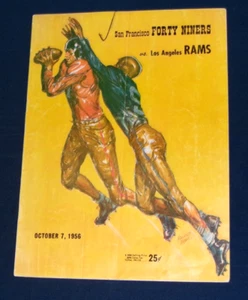 San Francisco FORTY NINERS
vs. Los Angeles RAMS
OCTOBER 7, 1956
25¢